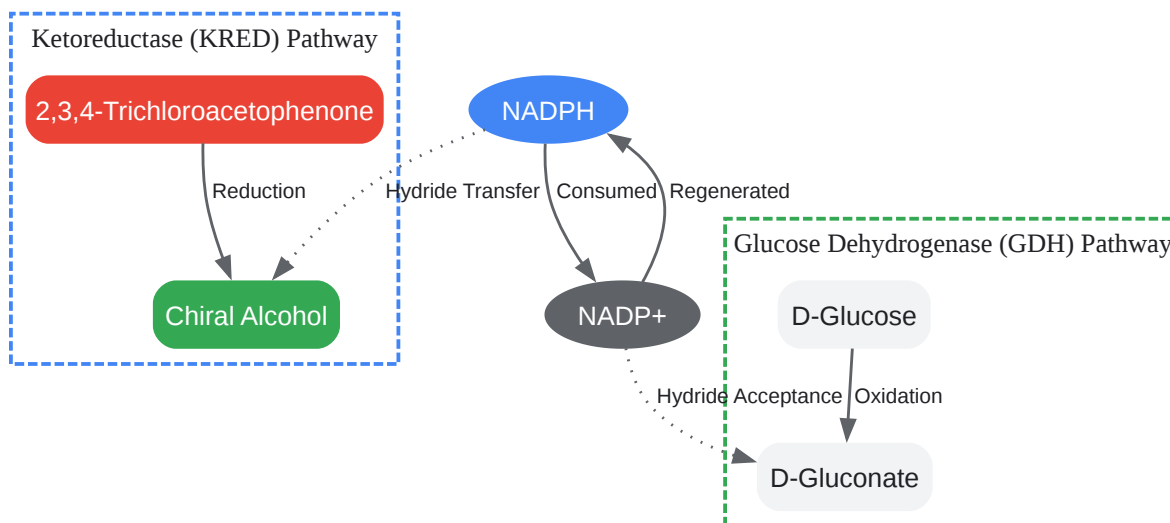 Ketoreductase (KRED) Pathway
2,3,4-Trichloroacetophenone
NADPH
Reduction
Hydride Transfer
Consumed
Regenerated
Glucose Dehydrogenase (GDH) Pathway
Chiral Alcohol
NADP+
D-Glucose
Hydride Acceptance
Oxidation
D-Gluconate